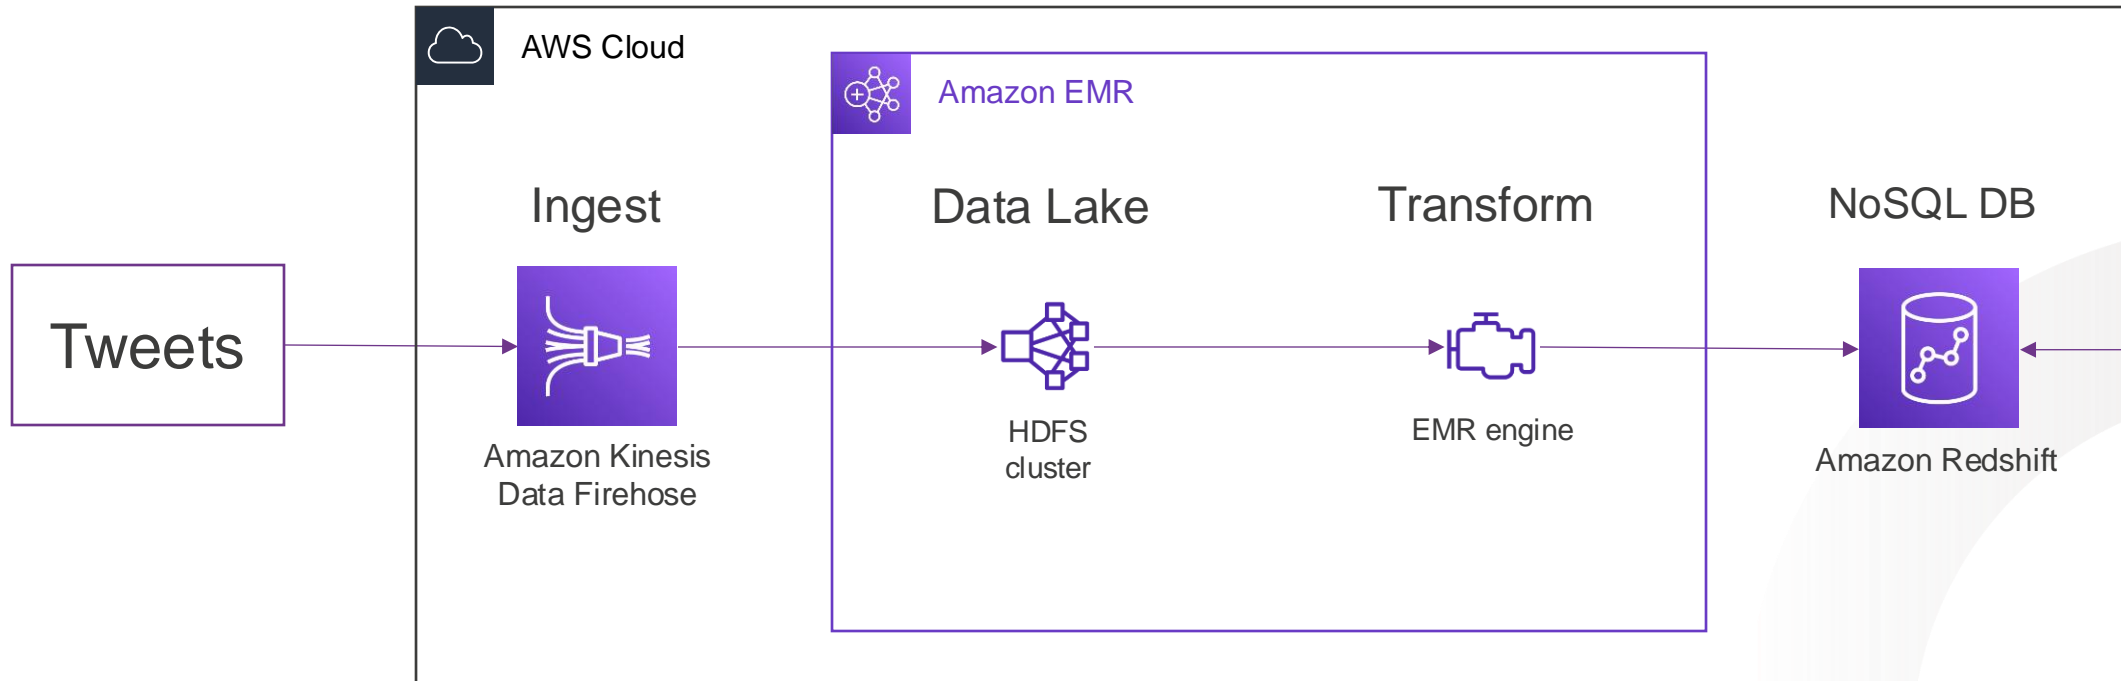 AWS Cloud
Amazon EMR
Ingest
Data Lake
Transform
NoSQL DB
Tweets
Amazon Kinesis
Data Firehose
HDFS
cluster
EMR engine
Amazon Redshift